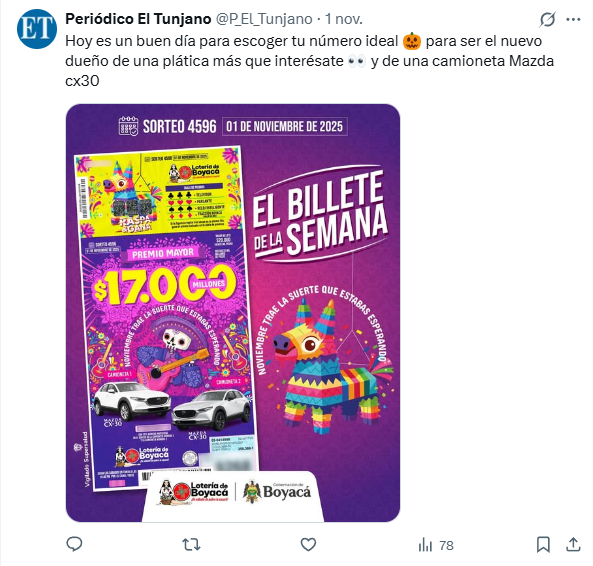 Periódico El Tunjano @P_El_Tunjano · 1 nov.
Hoy es un buen día para escoger tu número ideal 🎃 para ser el nuevo
dueño de una plática más que interésate 👀 y de una camioneta Mazda
cx30
SORTEO 4596 01 DE NOVIEMBRE DE 2025
Lotería de
Boyacá
RASPA
& GANA
SORTEO 4596
PREMIO MAYOR
$17.000
MILLONES
NOVIEMBRE TRAE LA SUERTE QUE ESTABAS ESPERANDO
CAMIONETA 1
CAMIONETA 2
MAZDA
CX-30
MAZDA
CX-30
Lotería de
Boyacá
Vigilado Supersalud
EL BILLETE
DE LA SEMANA
NOVIEMBRE TRAE LA SUERTE QUE ESTABAS ESPERANDO
Lotería de
Boyacá
Gobernación de
Boyacá
78